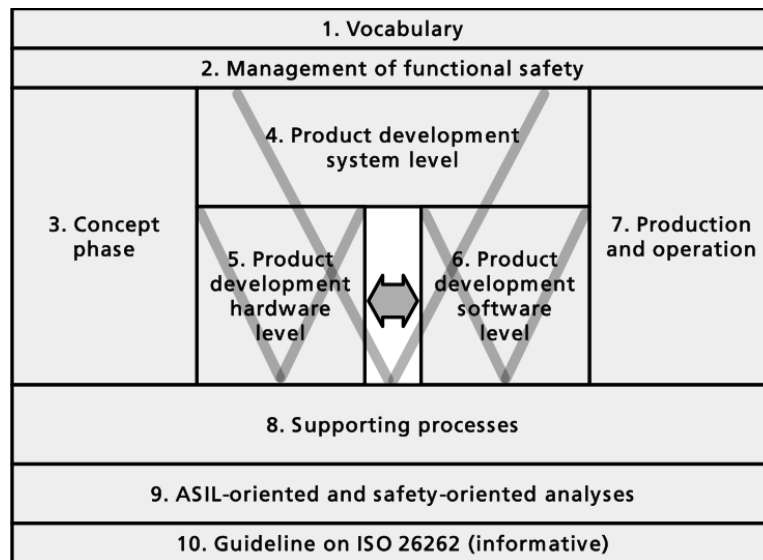 1. Vocabulary
2. Management of functional safety
3. Concept
phase
4. Product development
system level
5. Product
development
hardware
level
6. Product
development
software
level
7. Production
and operation
8. Supporting processes
9. ASIL-oriented and safety-oriented analyses
10. Guideline on ISO 26262 (informative)